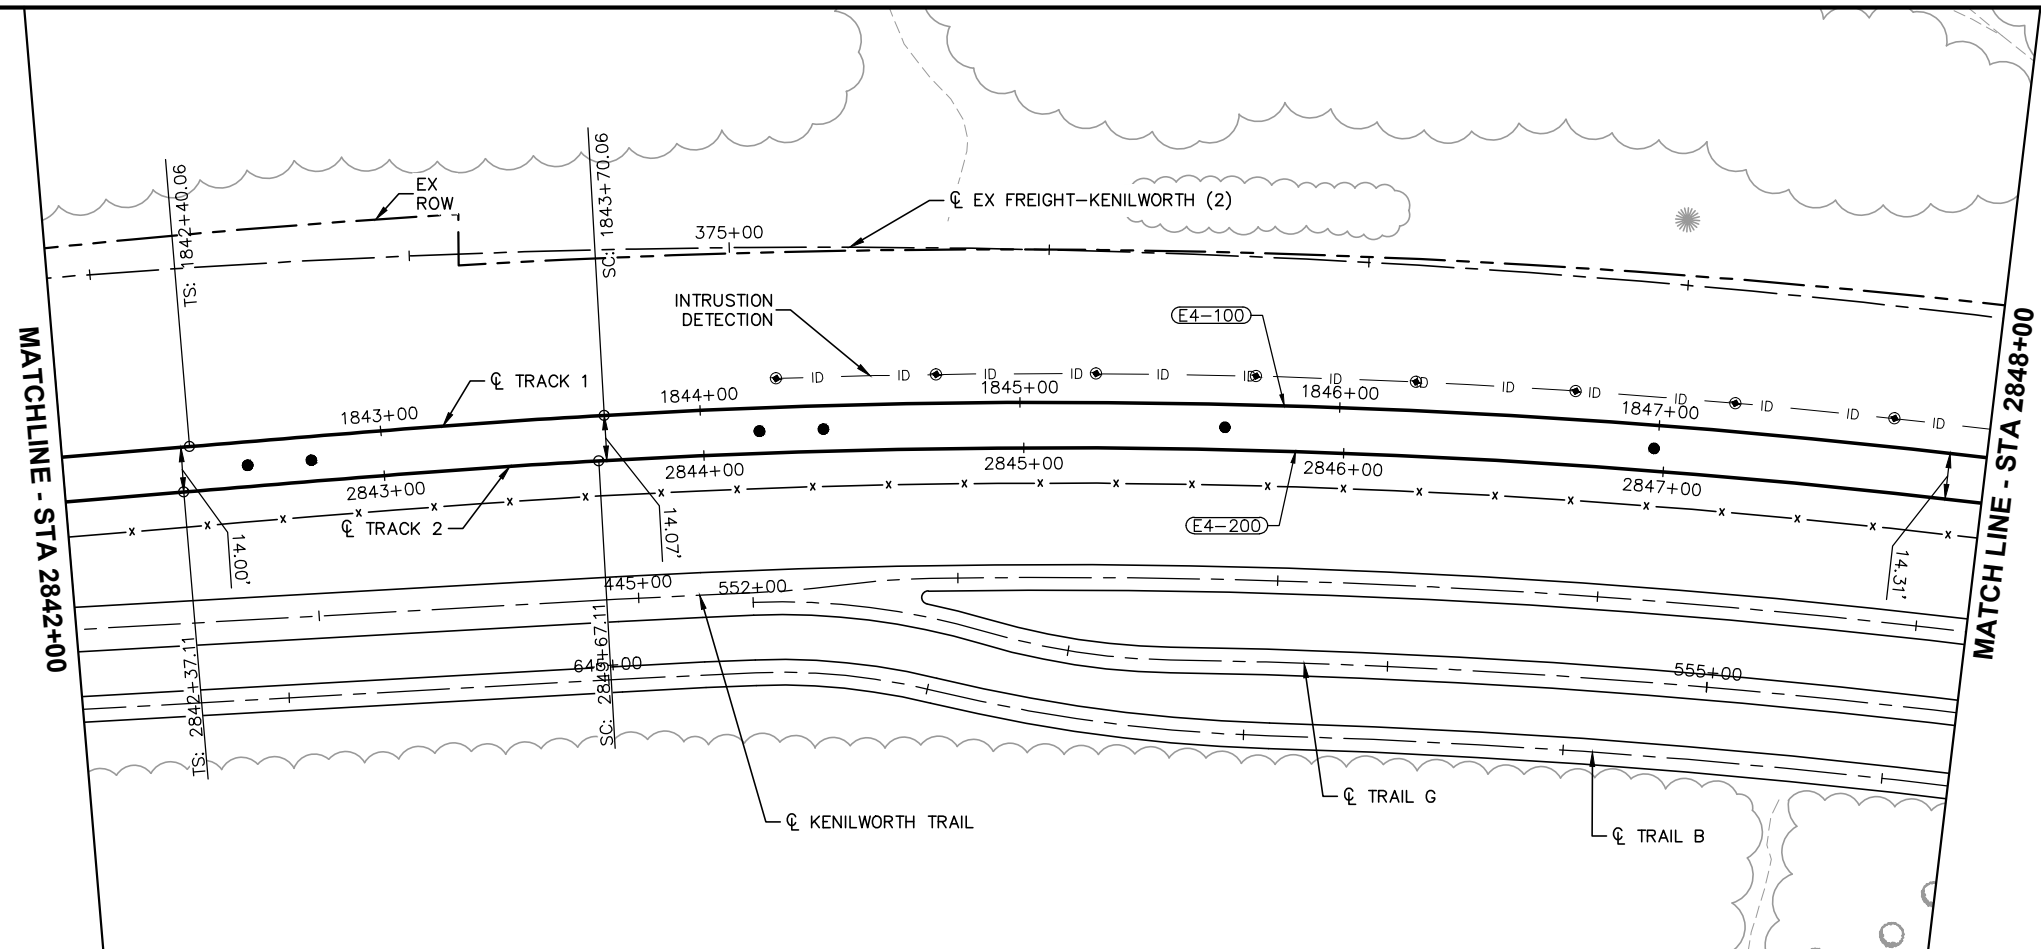 EX
ROW
TS: 1842+40.06
SC: 1843+70.06
℄ EX FREIGHT-KENILWORTH (2)
375+00
INTRUSTION
DETECTION
E4-100
MATCHLINE - STA 2842+00
MATCH LINE - STA 2848+00
℄ TRACK 1
ID ID ID ID ID ID ID ID ID ID ID ID
1843+00
1844+00
1845+00
1846+00
1847+00
2843+00
2844+00
2845+00
2846+00
2847+00
℄ TRACK 2
E4-200
14.00'
14.07'
14.31'
445+00
552+00
TS: 2842+37.11
SC: 2843+67.11
555+00
℄ KENILWORTH TRAIL
℄ TRAIL G
℄ TRAIL B